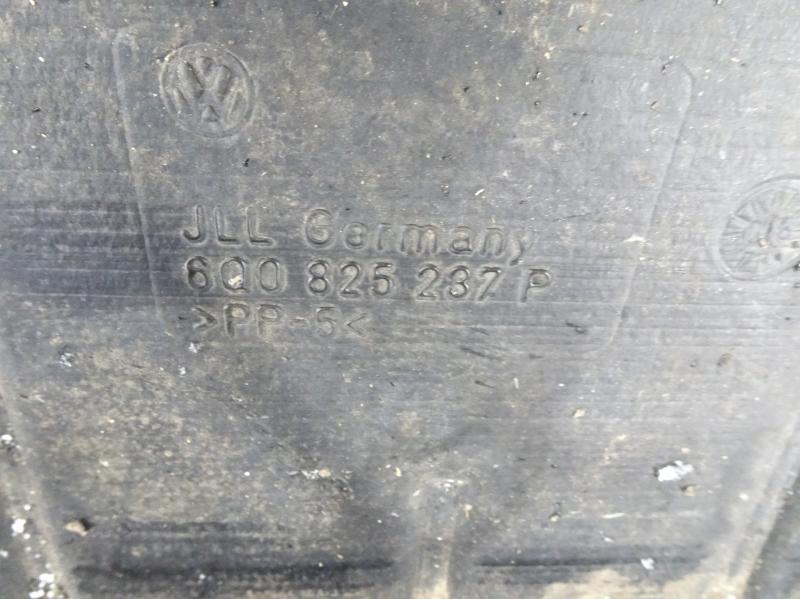 JLL Germany
6Q0 825 237 P
>PP-5<